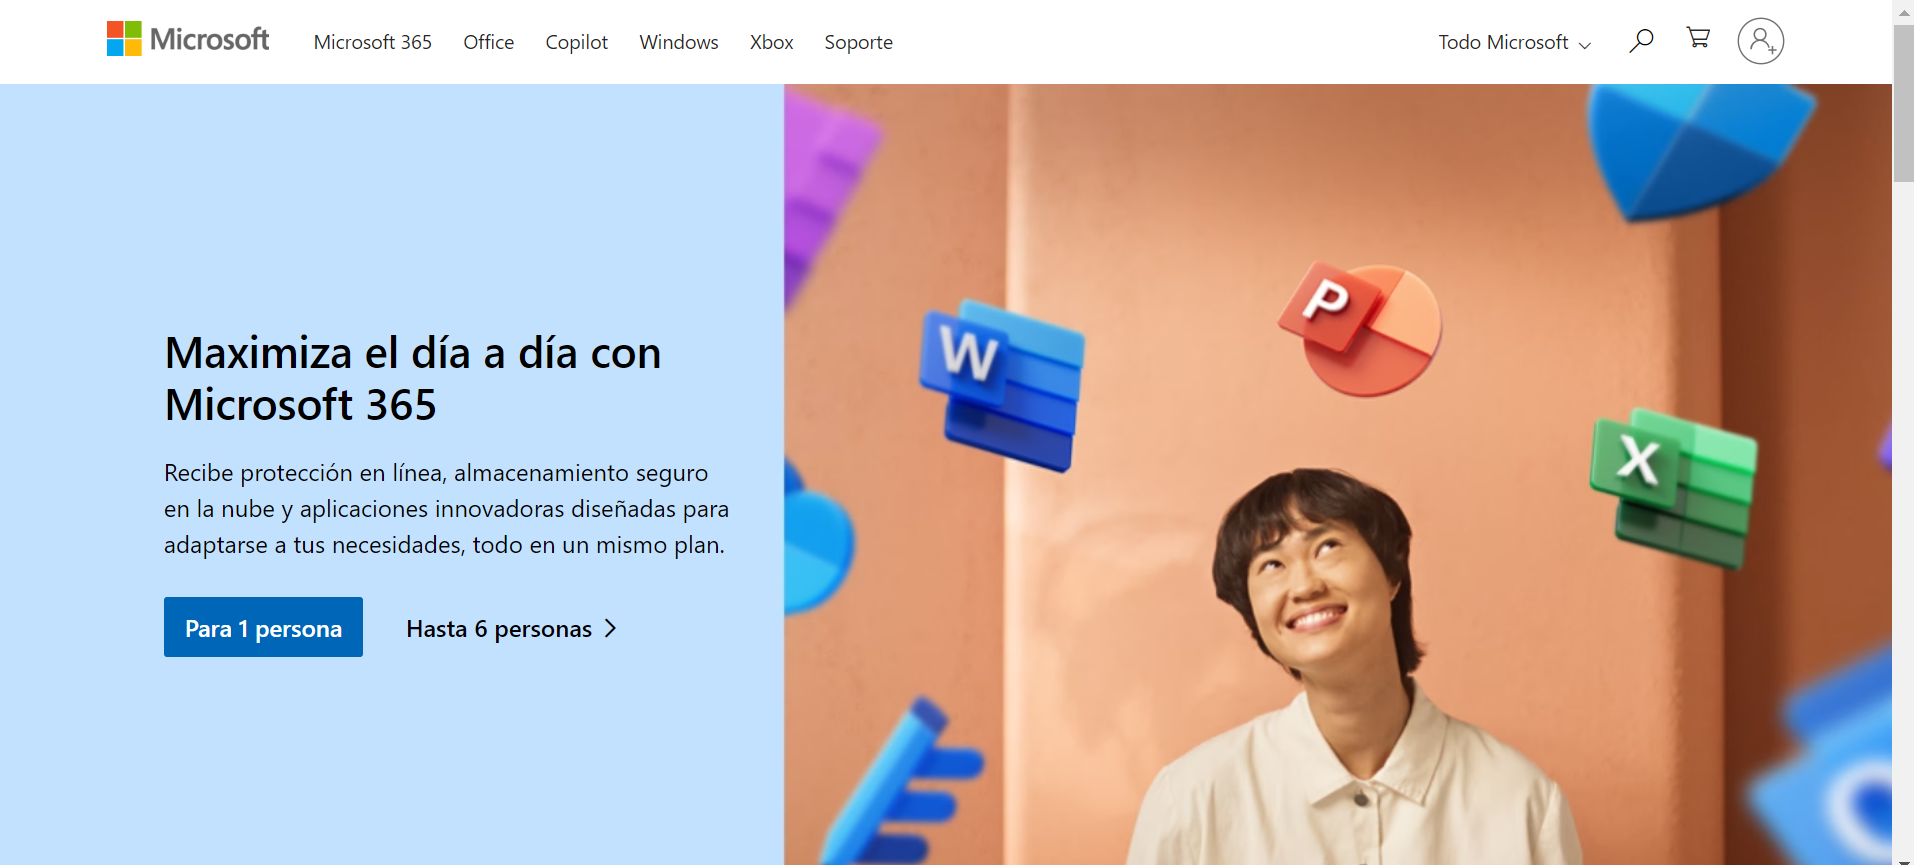 Microsoft
Microsoft 365 Office Copilot Windows Xbox Soporte
Todo Microsoft
Maximiza el día a día con
Microsoft 365
Recibe protección en línea, almacenamiento seguro
en la nube y aplicaciones innovadoras diseñadas para
adaptarse a tus necesidades, todo en un mismo plan.
Para 1 persona
Hasta 6 personas
P
W
X